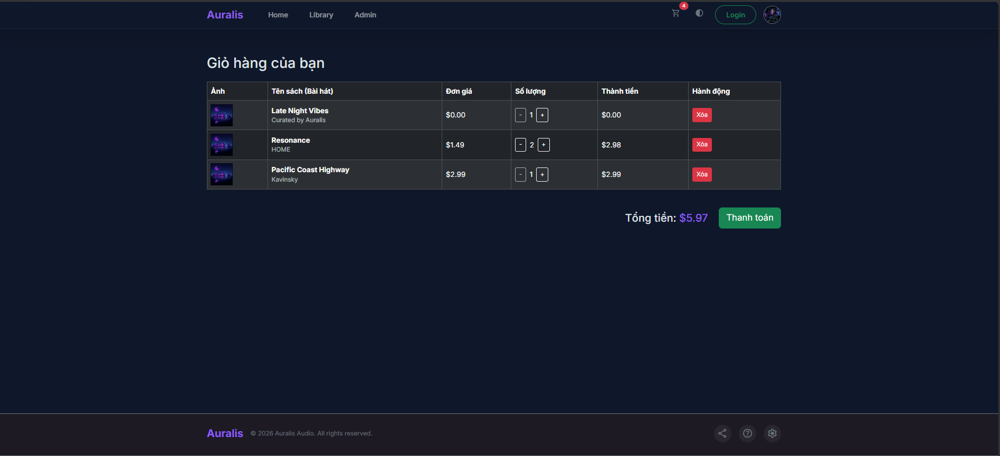 Auralis Home Library Admin 4 Login
Giỏ hàng của bạn
Ảnh Tên sách (Bài hát) Đơn giá Số lượng Thành tiền Hành động
Late Night Vibes
Curated by Auralis
$0.00 - 1 + $0.00 Xóa
Resonance
HOME
$1.49 - 2 + $2.98 Xóa
Pacific Coast Highway
Kavinsky
$2.99 - 1 + $2.99 Xóa
Tổng tiền: $5.97 Thanh toán
Auralis © 2026 Auralis Audio. All rights reserved.